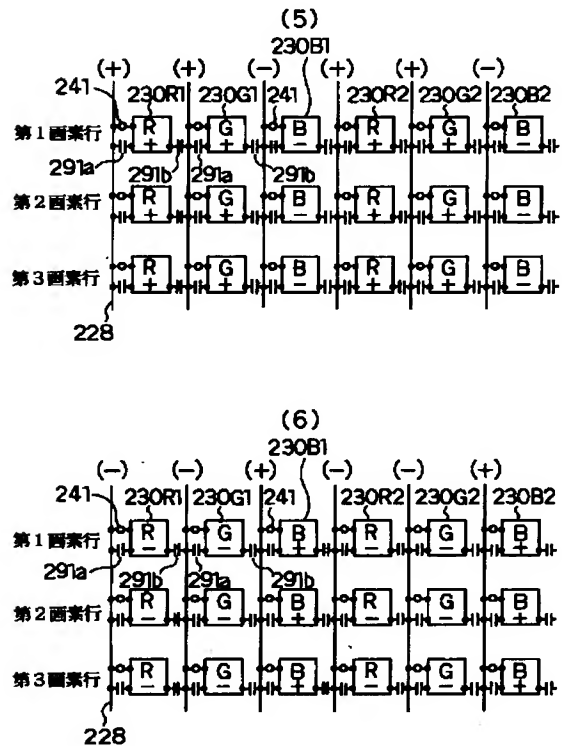 (5)
230B1
(+) (+) (-) (+) (+) (-)
241 230R1 230G1 241 230R2 230G2 230B2
第1画素行 R + G + B - R + G + B -
291a 291b 291a 291b
第2画素行 R + G + B - R + G + B -
第3画素行 R + G + B - R + G + B -
228
(6)
230B1
(-) (-) (+) (-) (-) (+)
241 230R1 230G1 241 230R2 230G2 230B2
第1画素行 R - G - B + R - G - B +
291a 291b 291a 291b
第2画素行 R - G - B + R - G - B +
第3画素行 R - G - B + R - G - B +
228